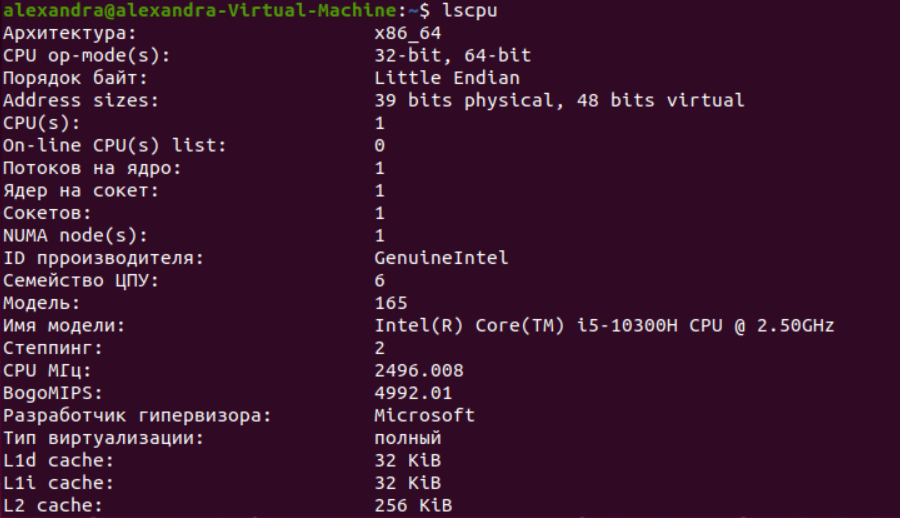 alexandra@alexandra-Virtual-Machine:~$ lscpu
Архитектура: x86_64
CPU op-mode(s): 32-bit, 64-bit
Порядок байт: Little Endian
Address sizes: 39 bits physical, 48 bits virtual
CPU(s): 1
On-line CPU(s) list: 0
Потоков на ядро: 1
Ядер на сокет: 1
Сокетов: 1
NUMA node(s): 1
ID прроизводителя: GenuineIntel
Семейство ЦПУ: 6
Модель: 165
Имя модели: Intel(R) Core(TM) i5-10300H CPU @ 2.50GHz
Степпинг: 2
CPU МГц: 2496.008
BogoMIPS: 4992.01
Разработчик гипервизора: Microsoft
Тип виртуализации: полный
L1d cache: 32 KiB
L1i cache: 32 KiB
L2 cache: 256 KiB